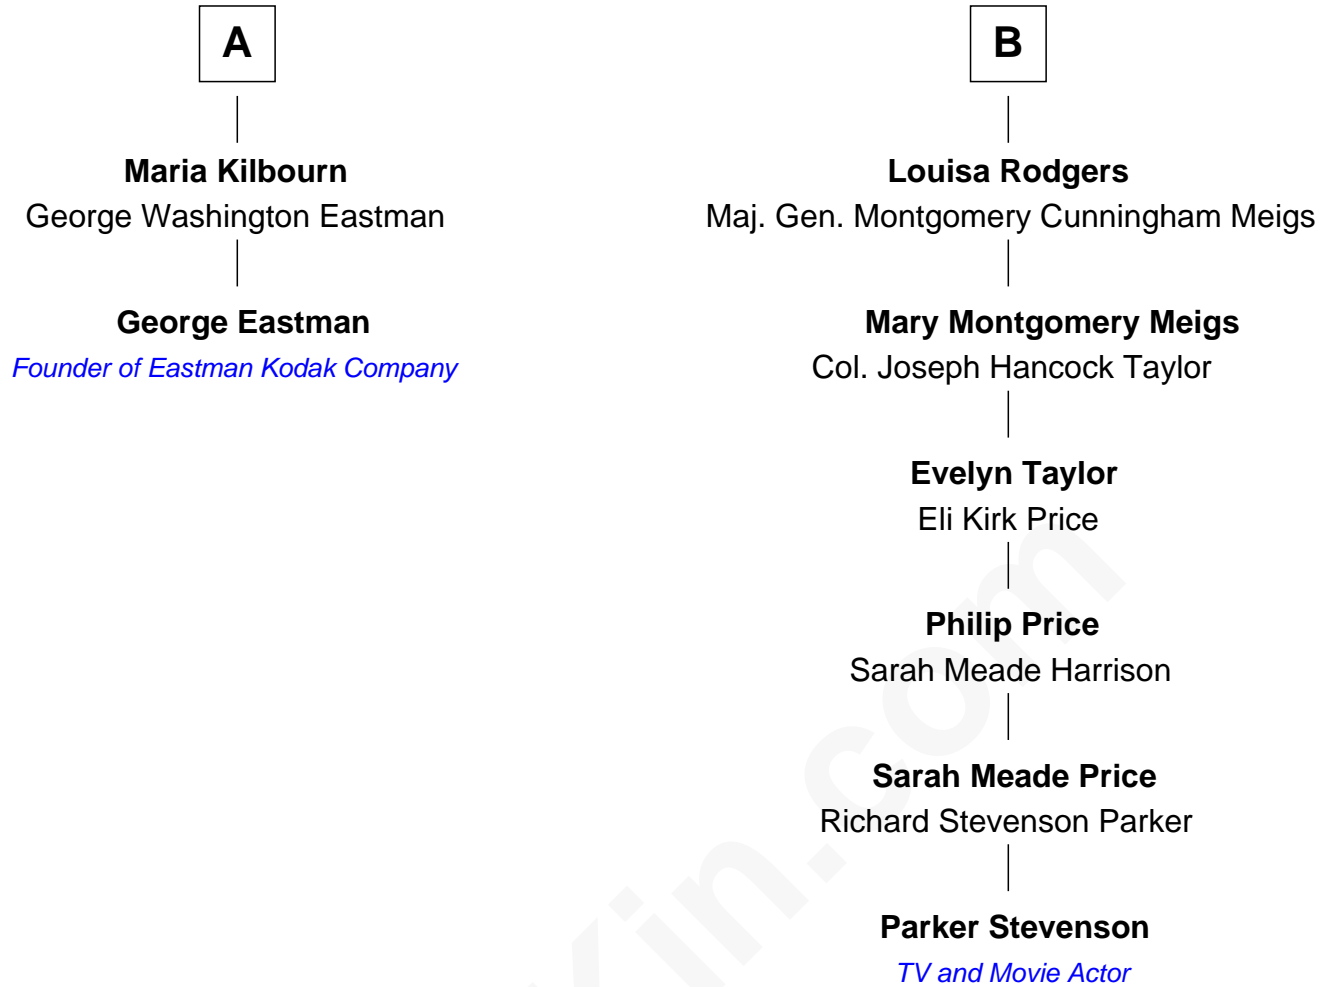 A
Maria Kilbourn
George Washington Eastman
George Eastman
Founder of Eastman Kodak Company
B
Louisa Rodgers
Maj. Gen. Montgomery Cunningham Meigs
Mary Montgomery Meigs
Col. Joseph Hancock Taylor
Evelyn Taylor
Eli Kirk Price
Philip Price
Sarah Meade Harrison
Sarah Meade Price
Richard Stevenson Parker
Parker Stevenson
TV and Movie Actor
Kin.com